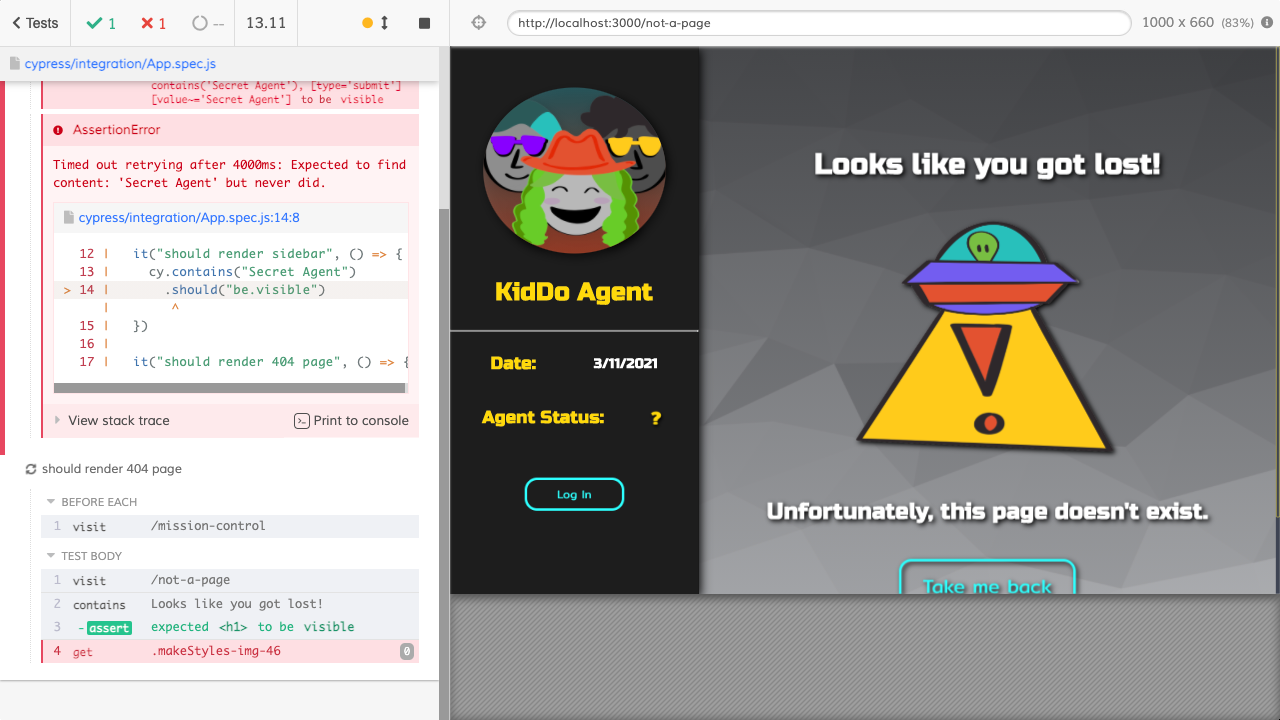 Tests
1
1
--
13.11
http://localhost:3000/not-a-page
1000 x 660 (83%)
cypress/integration/App.spec.js
contains('Secret Agent'), [type='submit']
[value~='Secret Agent'] to be visible
AssertionError
Timed out retrying after 4000ms: Expected to find
content: 'Secret Agent' but never did.
cypress/integration/App.spec.js:14:8
12 | it("should render sidebar", () => {
13 | cy.contains("Secret Agent")
> 14 | .should("be.visible")
| ^
15 | })
16 |
17 | it("should render 404 page", () => {
View stack trace
Print to console
should render 404 page
BEFORE EACH
1 visit /mission-control
TEST BODY
1 visit /not-a-page
2 contains Looks like you got lost!
3 -assert expected <h1> to be visible
4 get .makeStyles-img-46 0
KidDo Agent
Date: 3/11/2021
Agent Status: ?
Log In
Looks like you got lost!
Unfortunately, this page doesn't exist.
Take me back